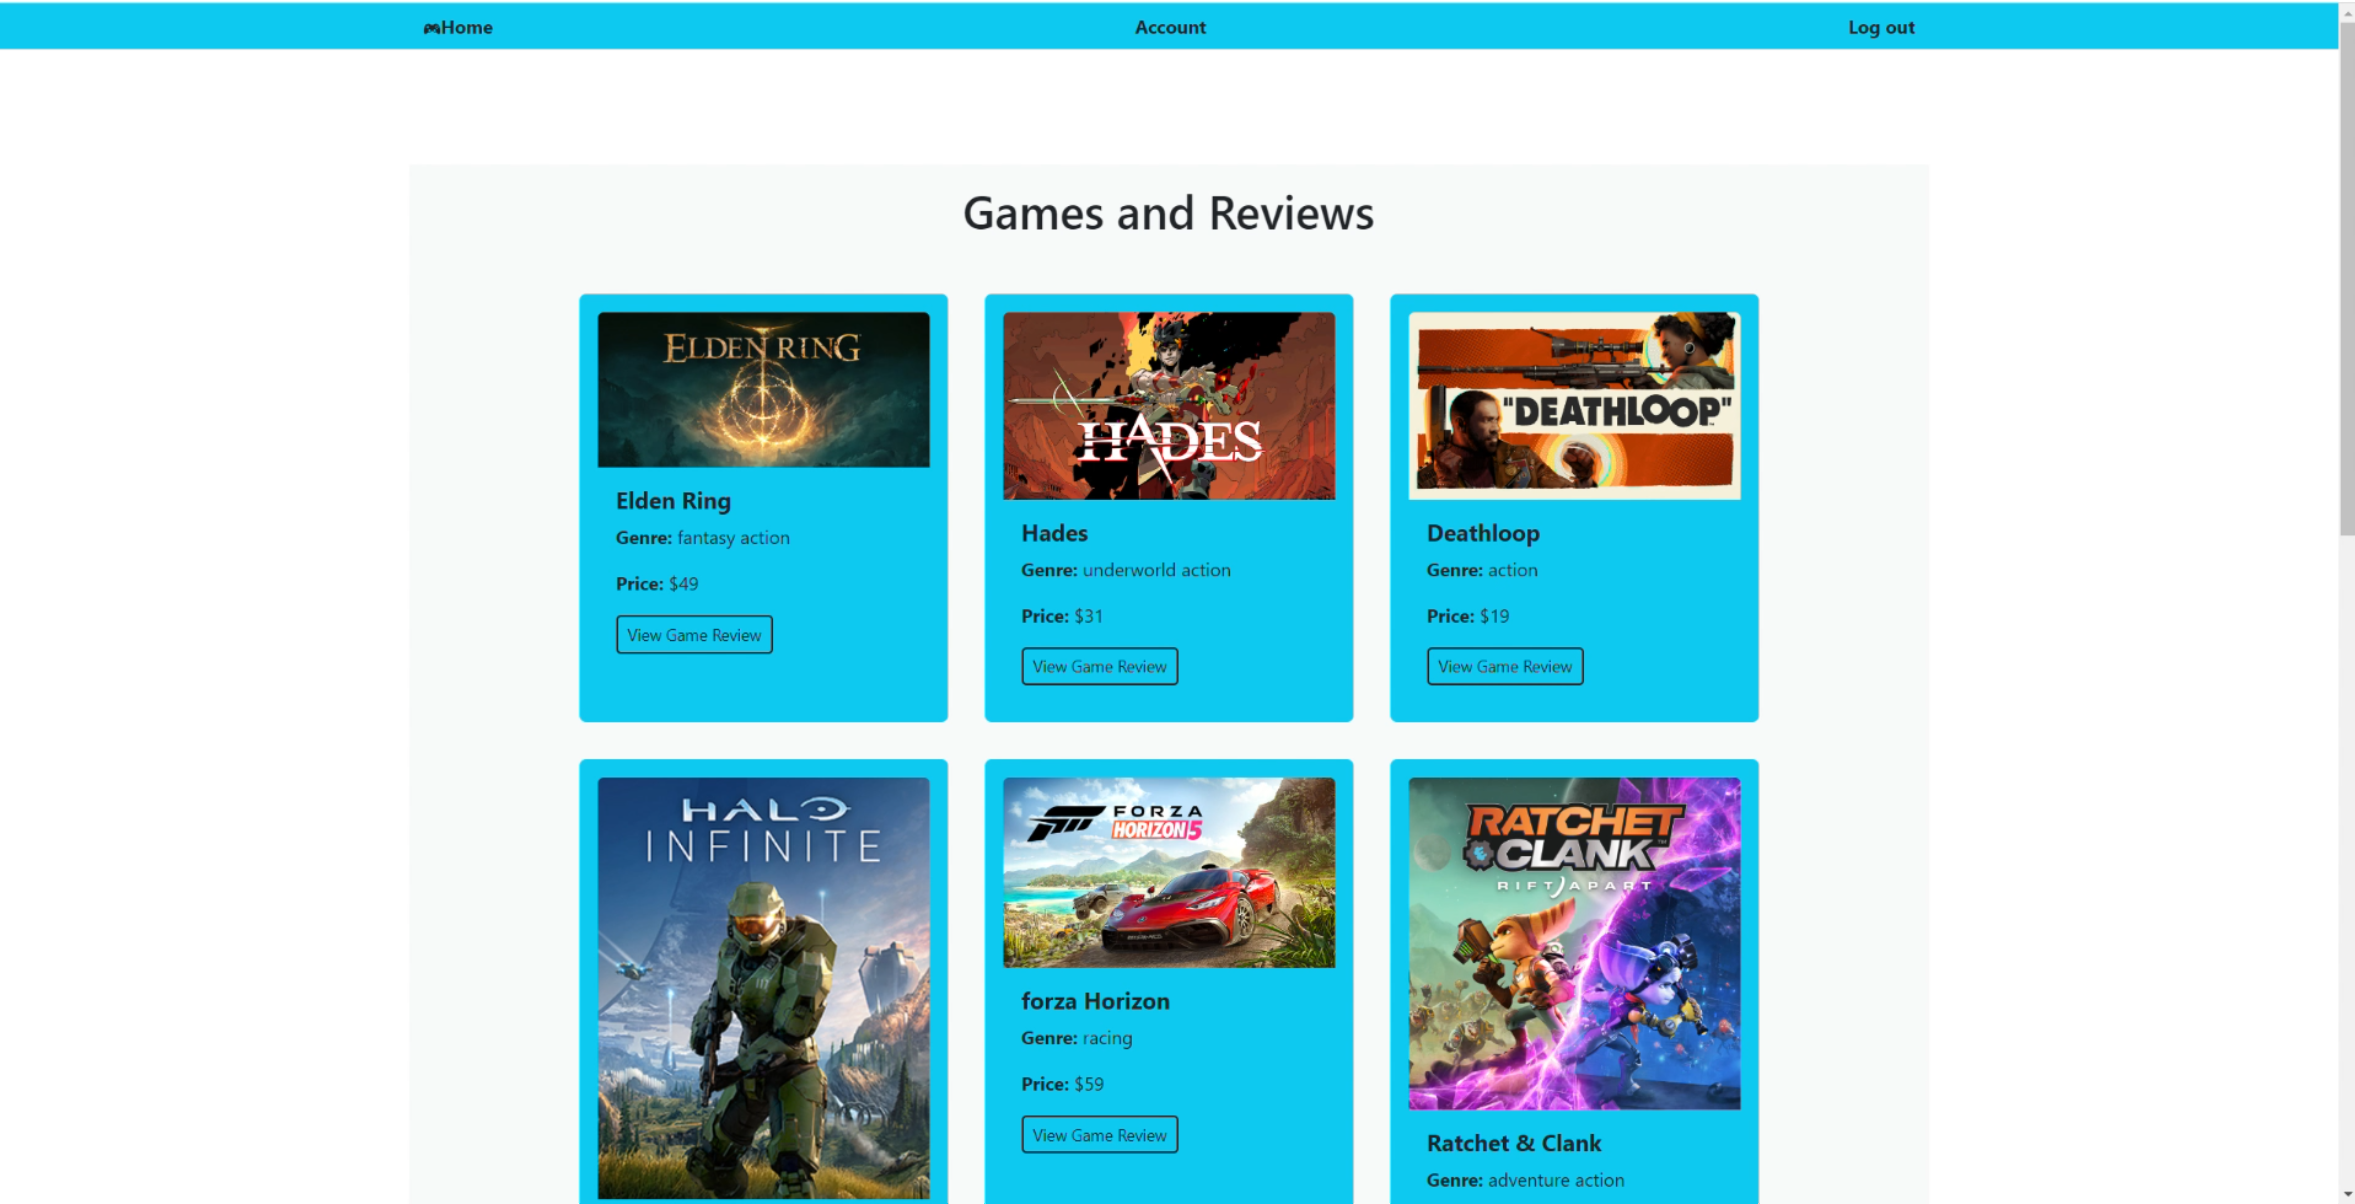 Home
Account
Log out
Games and Reviews
ELDEN RING
Elden Ring
Genre: fantasy action
Price: $49
View Game Review
HADES
Hades
Genre: underworld action
Price: $31
View Game Review
"DEATHLOOP"
Deathloop
Genre: action
Price: $19
View Game Review
HALO
INFINITE
FORZA
HORIZON 5
forza Horizon
Genre: racing
Price: $59
View Game Review
RATCHET
CLANK
RIFT APART
Ratchet & Clank
Genre: adventure action